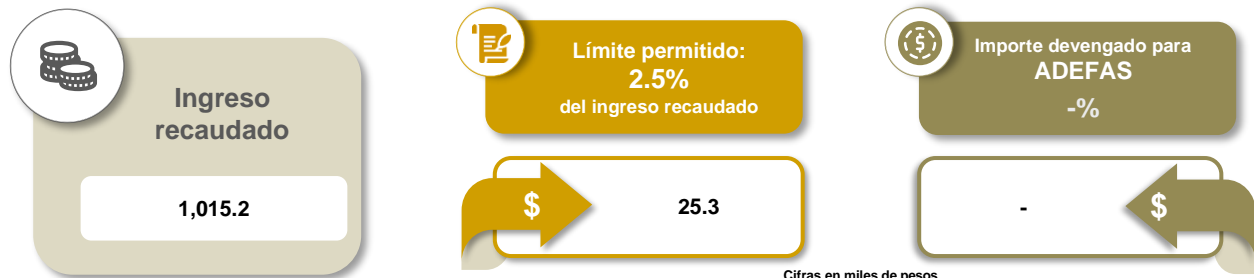 Ingreso
recaudado
1,015.2
Límite permitido:
2.5%
del ingreso recaudado
$
25.3
Importe devengado para
ADEFAS
-%
-
$
Cifras en miles de pesos